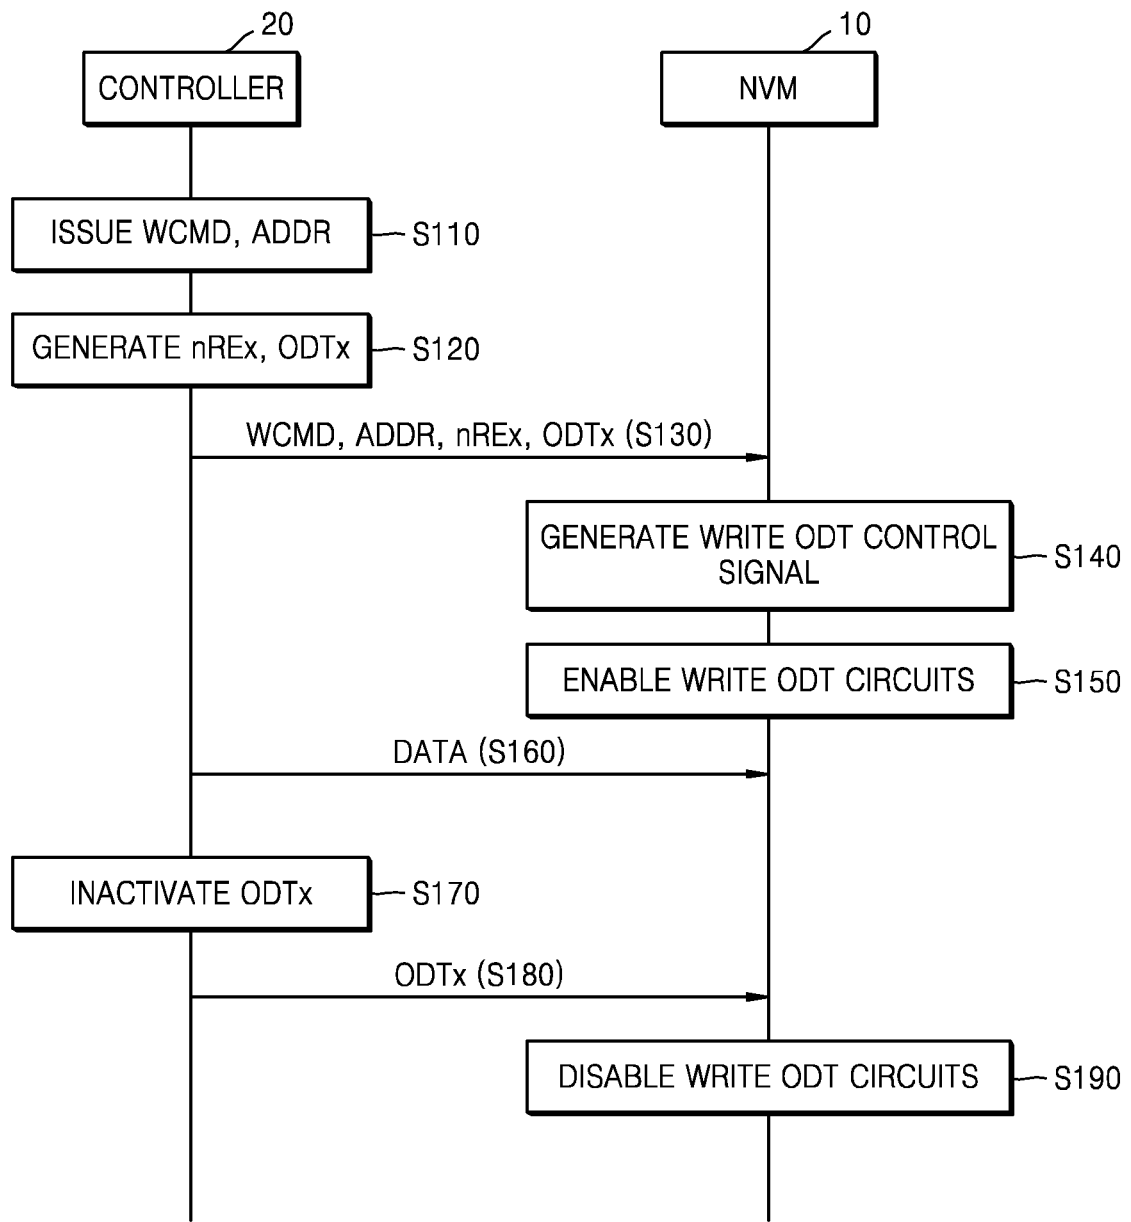 20
10
CONTROLLER
NVM
ISSUE WCMD, ADDR
S110
GENERATE nREx, ODTx
S120
WCMD, ADDR, nREx, ODTx (S130)
GENERATE WRITE ODT CONTROL
SIGNAL
S140
ENABLE WRITE ODT CIRCUITS
S150
DATA (S160)
INACTIVATE ODTx
S170
ODTx (S180)
DISABLE WRITE ODT CIRCUITS
S190